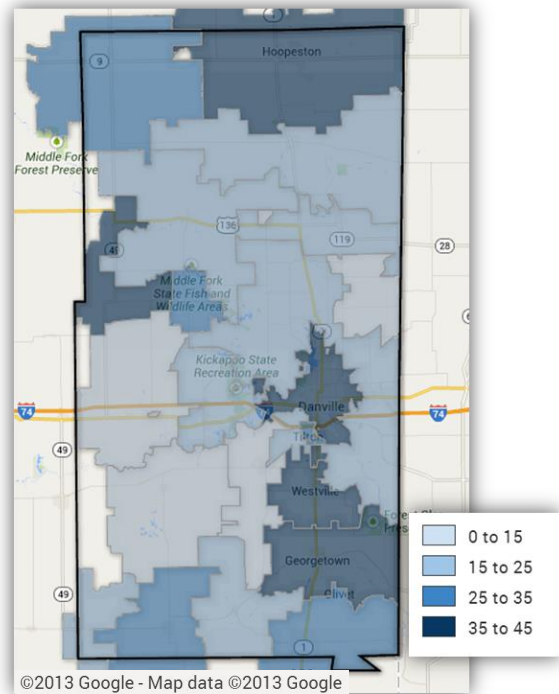 Hoopeston
9
Middle Fork
Forest Preserve
136
119
28
49
Middle Fork
State Fish and
Wildlife Area
Kickapoo State
Recreation Area
74
Danville
74
Tilton
49
Westville
Georgetown
Olivet
49
1
0 to 15
15 to 25
25 to 35
35 to 45
©2013 Google - Map data ©2013 Google